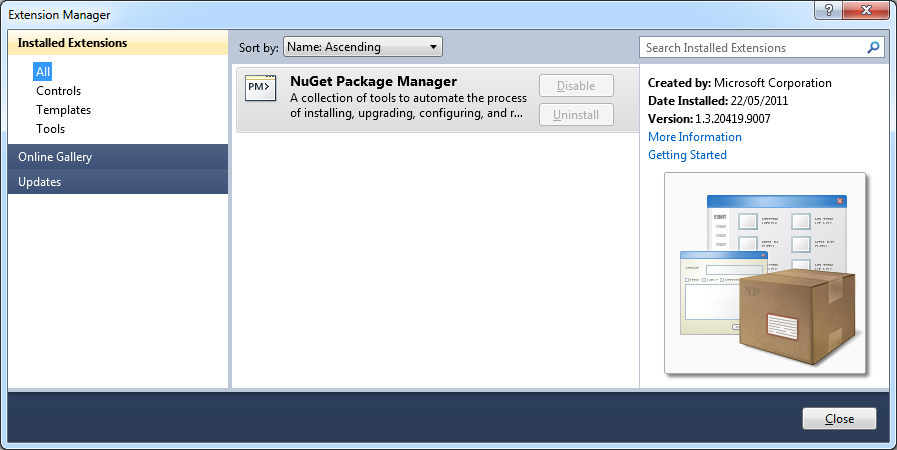 Extension Manager
Installed Extensions
All
Controls
Templates
Tools
Online Gallery
Updates
Sort by: Name: Ascending
PM>
NuGet Package Manager
A collection of tools to automate the process
of installing, upgrading, configuring, and r...
Disable
Uninstall
Search Installed Extensions
Created by: Microsoft Corporation
Date Installed: 22/05/2011
Version: 1.3.20419.9007
More Information
Getting Started
NP
Close